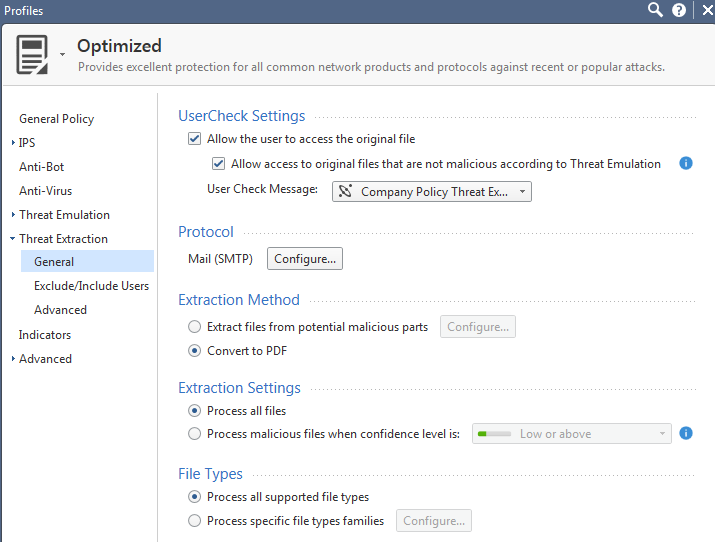 Profiles
Optimized
Provides excellent protection for all common network products and protocols against recent or popular attacks.
General Policy
IPS
Anti-Bot
Anti-Virus
Threat Emulation
Threat Extraction
General
Exclude/Include Users
Advanced
Indicators
Advanced
UserCheck Settings
Allow the user to access the original file
Allow access to original files that are not malicious according to Threat Emulation
User Check Message: Company Policy Threat Ex...
Protocol
Mail (SMTP) Configure...
Extraction Method
Extract files from potential malicious parts Configure...
Convert to PDF
Extraction Settings
Process all files
Process malicious files when confidence level is: Low or above
File Types
Process all supported file types
Process specific file types families Configure...